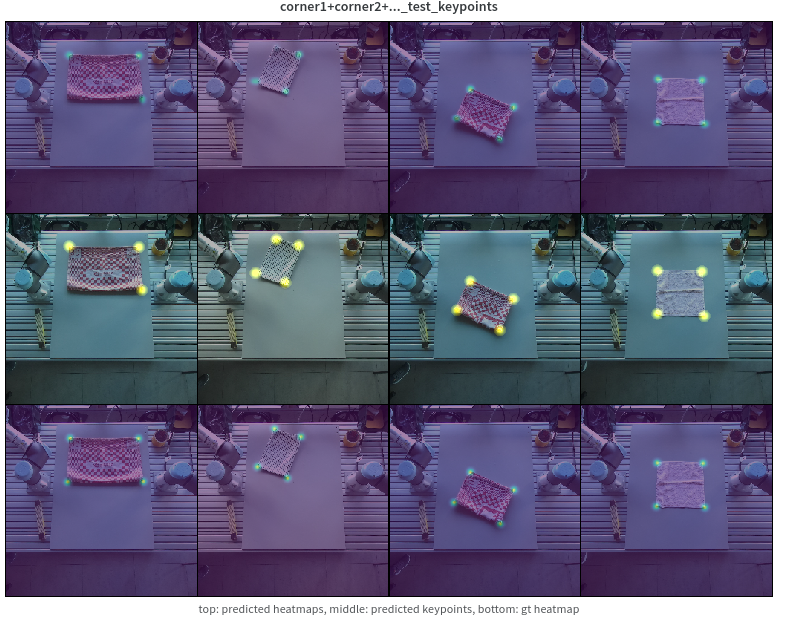 corner1+corner2+..._test_keypoints
top: predicted heatmaps, middle: predicted keypoints, bottom: gt heatmap